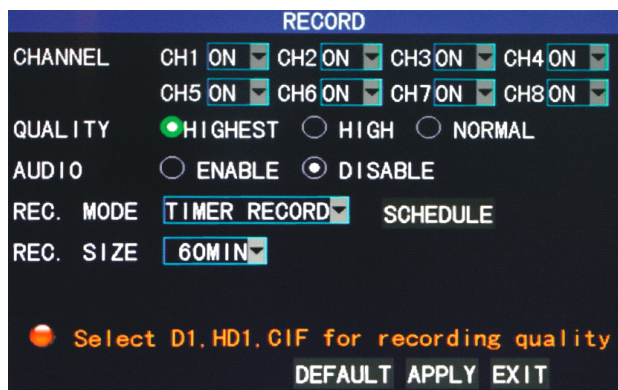 RECORD
CHANNEL CH1 ON CH2 ON CH3 ON CH4 ON
CH5 ON CH6 ON CH7 ON CH8 ON
QUALITY HIGHEST HIGH NORMAL
AUDIO ENABLE DISABLE
REC. MODE TIMER RECORD SCHEDULE
REC. SIZE 60MIN
Select D1.HD1.CIF for recording quality
DEFAULT APPLY EXIT